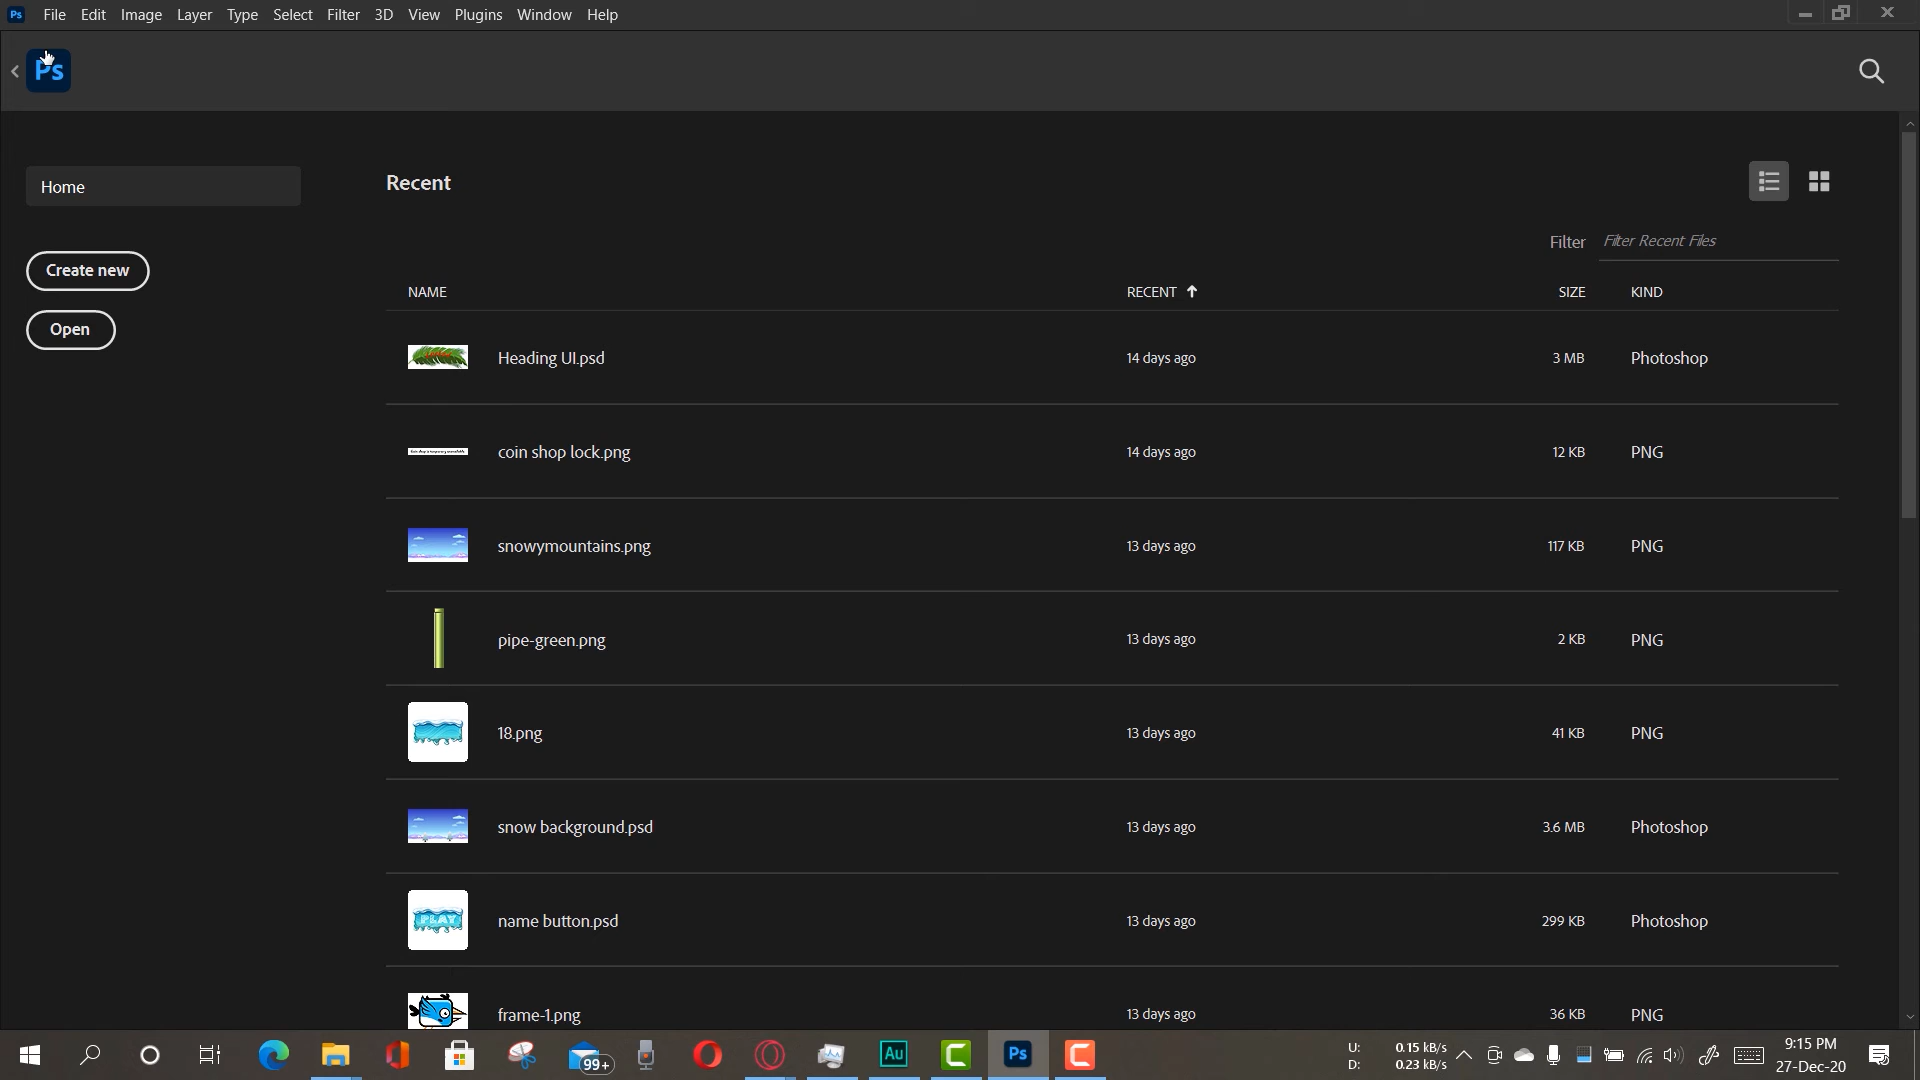 Ps File Edit Image Layer Type Select Filter 3D View Plugins Window Help
Ps
Home
Recent
Create new
Open
Filter Filter Recent Files
NAME RECENT SIZE KIND
Heading UI.psd 14 days ago 3 MB Photoshop
coin shop lock.png 14 days ago 12 KB PNG
snowymountains.png 13 days ago 117 KB PNG
pipe-green.png 13 days ago 2 KB PNG
18.png 13 days ago 41 KB PNG
snow background.psd 13 days ago 3.6 MB Photoshop
PLAY name button.psd 13 days ago 299 KB Photoshop
frame-1.png 13 days ago 36 KB PNG
99+ Au Ps
U: 0.15 kB/s
D: 0.23 kB/s
9:15 PM
27-Dec-20